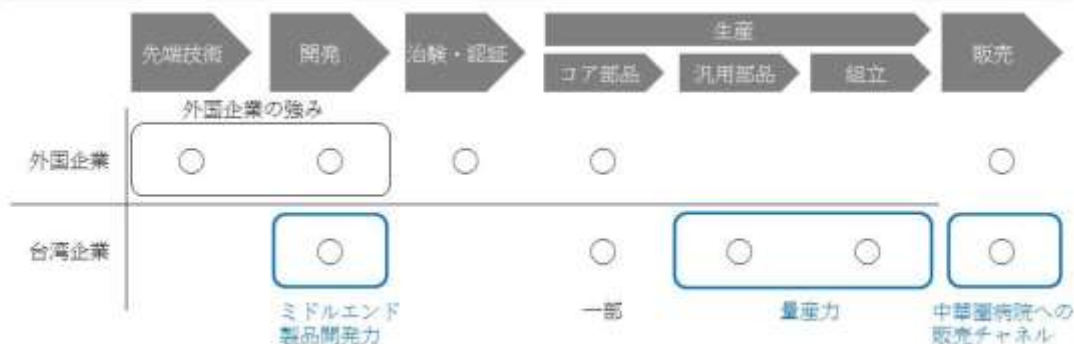 生産
先端技術
開発
治験・認証
コア部品
汎用部品
組立
販売
外国企業の強み
外国企業
○
○
○
○
○
台湾企業
○
○
○
○
○
ミドルエンド
製品開発力
一部
量産力
中華圏病院への
販売チャネル